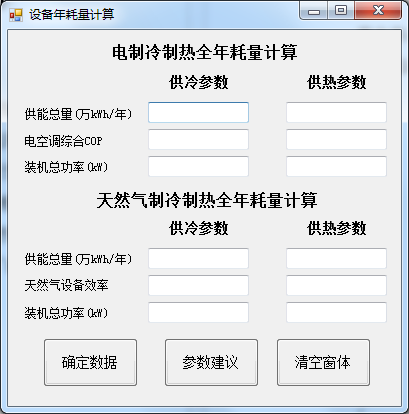 设备年耗量计算
电制冷制热全年耗量计算
供冷参数 供热参数
供能总量(万kWh/年)
电空调综合COP
装机总功率(kW)
天然气制冷制热全年耗量计算
供冷参数 供热参数
供能总量(万kWh/年)
天然气设备效率
装机总功率(kW)
确定数据 参数建议 清空窗体